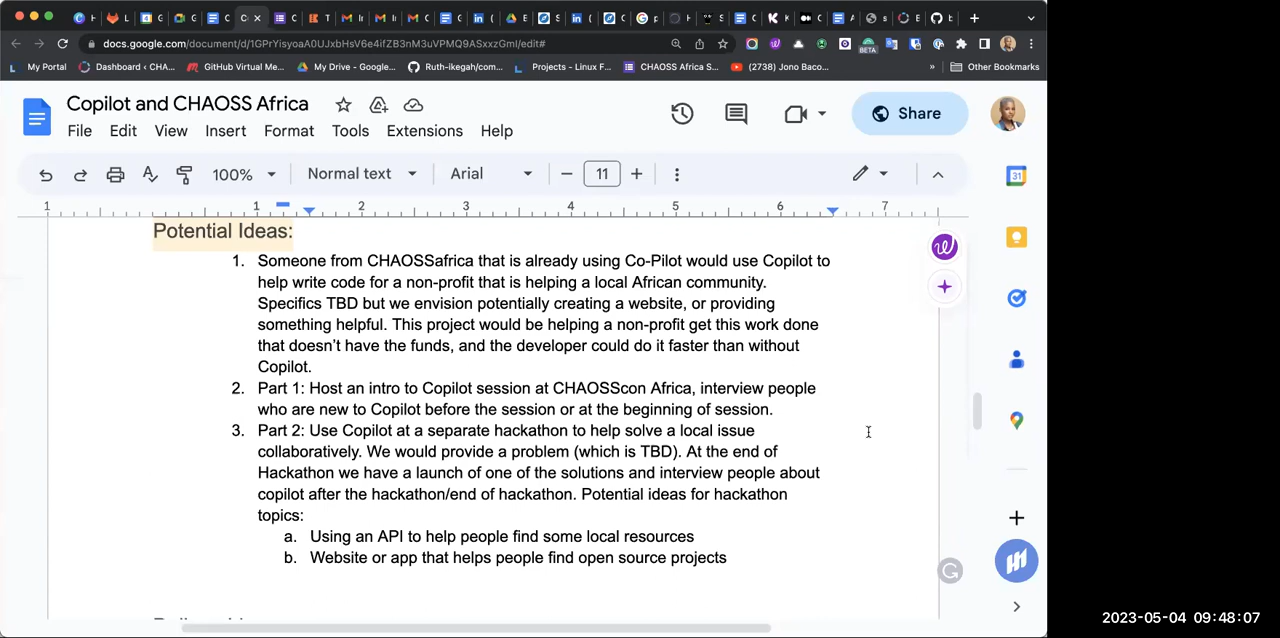 docs.google.com/document/d/1GPrYisyoaA0UJxbHsV6e4ifZB3nM3uVPMQ9ASxxzGmI/edit#
BETA
My Portal
Dashboard < CHA...
GitHub Virtual Me...
My Drive - Google...
Ruth-ikegah/com...
Projects - Linux F...
CHAOSS Africa S...
(2738) Jono Baco...
»
Other Bookmarks
Copilot and CHAOSS Africa
Share
File Edit View Insert Format Tools Extensions Help
100% Normal text Arial 11
1 1 2 3 4 5 6 7
31
Potential Ideas:
1. Someone from CHAOSSafrica that is already using Co-Pilot would use Copilot to
help write code for a non-profit that is helping a local African community.
Specifics TBD but we envision potentially creating a website, or providing
something helpful. This project would be helping a non-profit get this work done
that doesn't have the funds, and the developer could do it faster than without
Copilot.
2. Part 1: Host an intro to Copilot session at CHAOSScon Africa, interview people
who are new to Copilot before the session or at the beginning of session.
3. Part 2: Use Copilot at a separate hackathon to help solve a local issue
collaboratively. We would provide a problem (which is TBD). At the end of
Hackathon we have a launch of one of the solutions and interview people about
copilot after the hackathon/end of hackathon. Potential ideas for hackathon
topics:
a. Using an API to help people find some local resources
b. Website or app that helps people find open source projects
2023-05-04 09:48:07